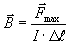 B⃗ = F⃗max / I · Δℓ